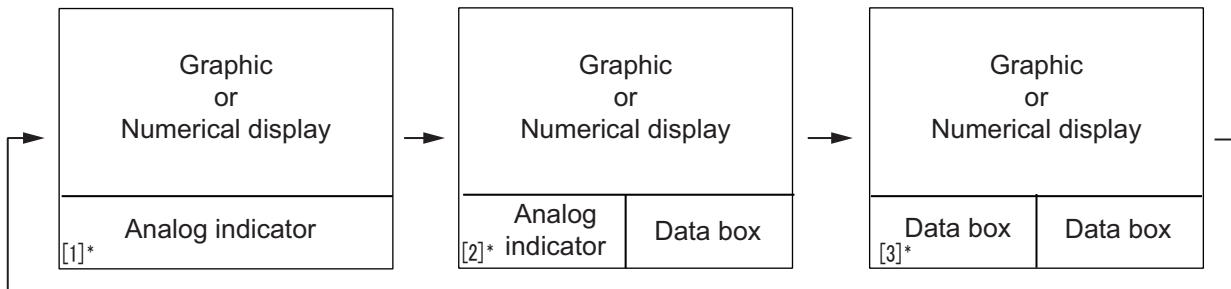 Graphic
or
Numerical display
Analog indicator
[1]*
Graphic
or
Numerical display
Analog
indicator
Data box
[2]*
Graphic
or
Numerical display
Data box
Data box
[3]*